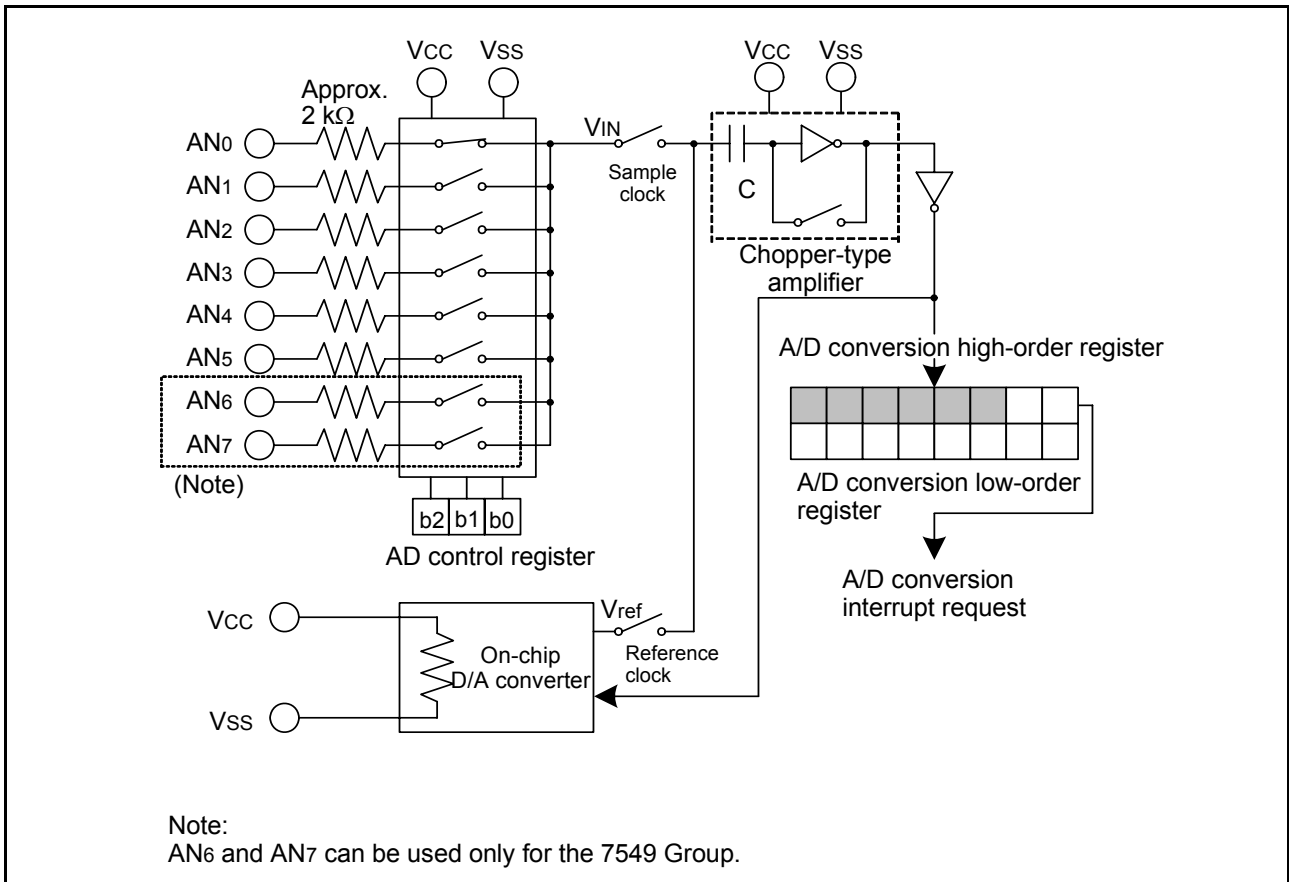 VCC VSS
Approx.
2 kΩ
AN0
AN1
AN2
AN3
AN4
AN5
AN6
AN7
(Note)
b2 b1 b0
AD control register
VIN
Sample
clock
VCC VSS
C
Chopper-type
amplifier
A/D conversion high-order register
A/D conversion low-order
register
A/D conversion
interrupt request
VCC
VSS
On-chip
D/A converter
Vref
Reference
clock
Note:
AN6 and AN7 can be used only for the 7549 Group.